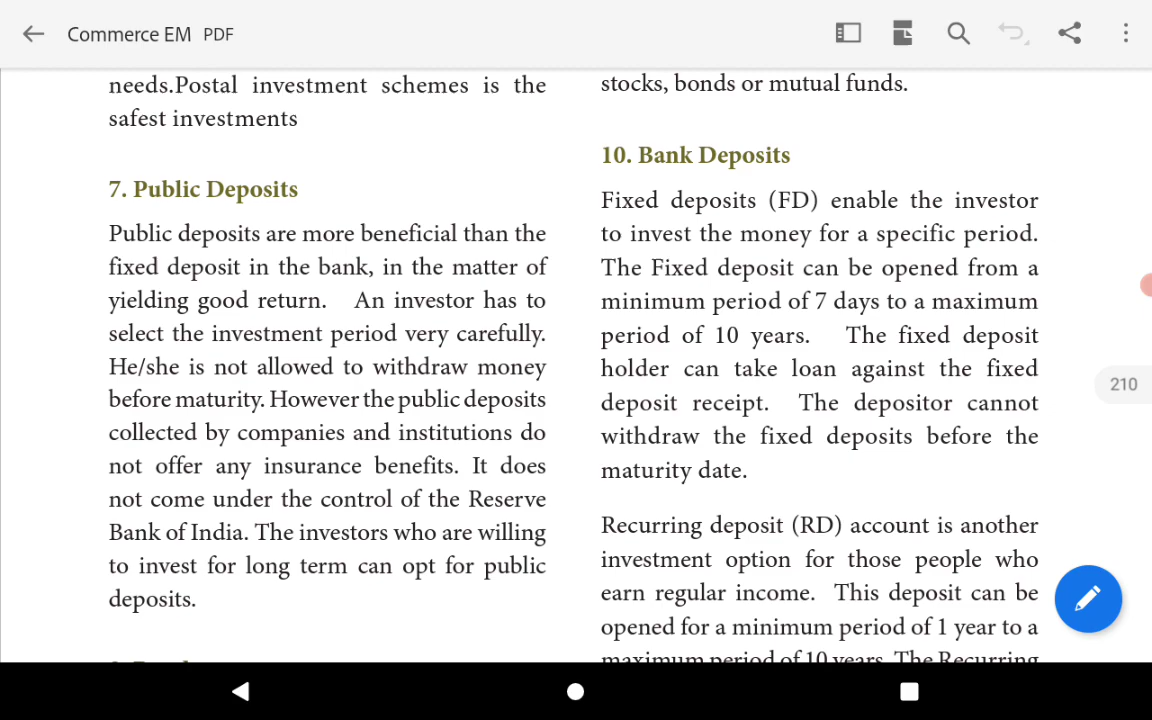 Commerce EM PDF
needs.Postal investment schemes is the
safest investments
7. Public Deposits
Public deposits are more beneficial than the
fixed deposit in the bank, in the matter of
yielding good return. An investor has to
select the investment period very carefully.
He/she is not allowed to withdraw money
before maturity. However the public deposits
collected by companies and institutions do
not offer any insurance benefits. It does
not come under the control of the Reserve
Bank of India. The investors who are willing
to invest for long term can opt for public
deposits.
stocks, bonds or mutual funds.
10. Bank Deposits
Fixed deposits (FD) enable the investor
to invest the money for a specific period.
The Fixed deposit can be opened from a
minimum period of 7 days to a maximum
period of 10 years. The fixed deposit
holder can take loan against the fixed
deposit receipt. The depositor cannot
withdraw the fixed deposits before the
maturity date.
Recurring deposit (RD) account is another
investment option for those people who
earn regular income. This deposit can be
opened for a minimum period of 1 year to a
maximum period of 10 years. The Recurring
210